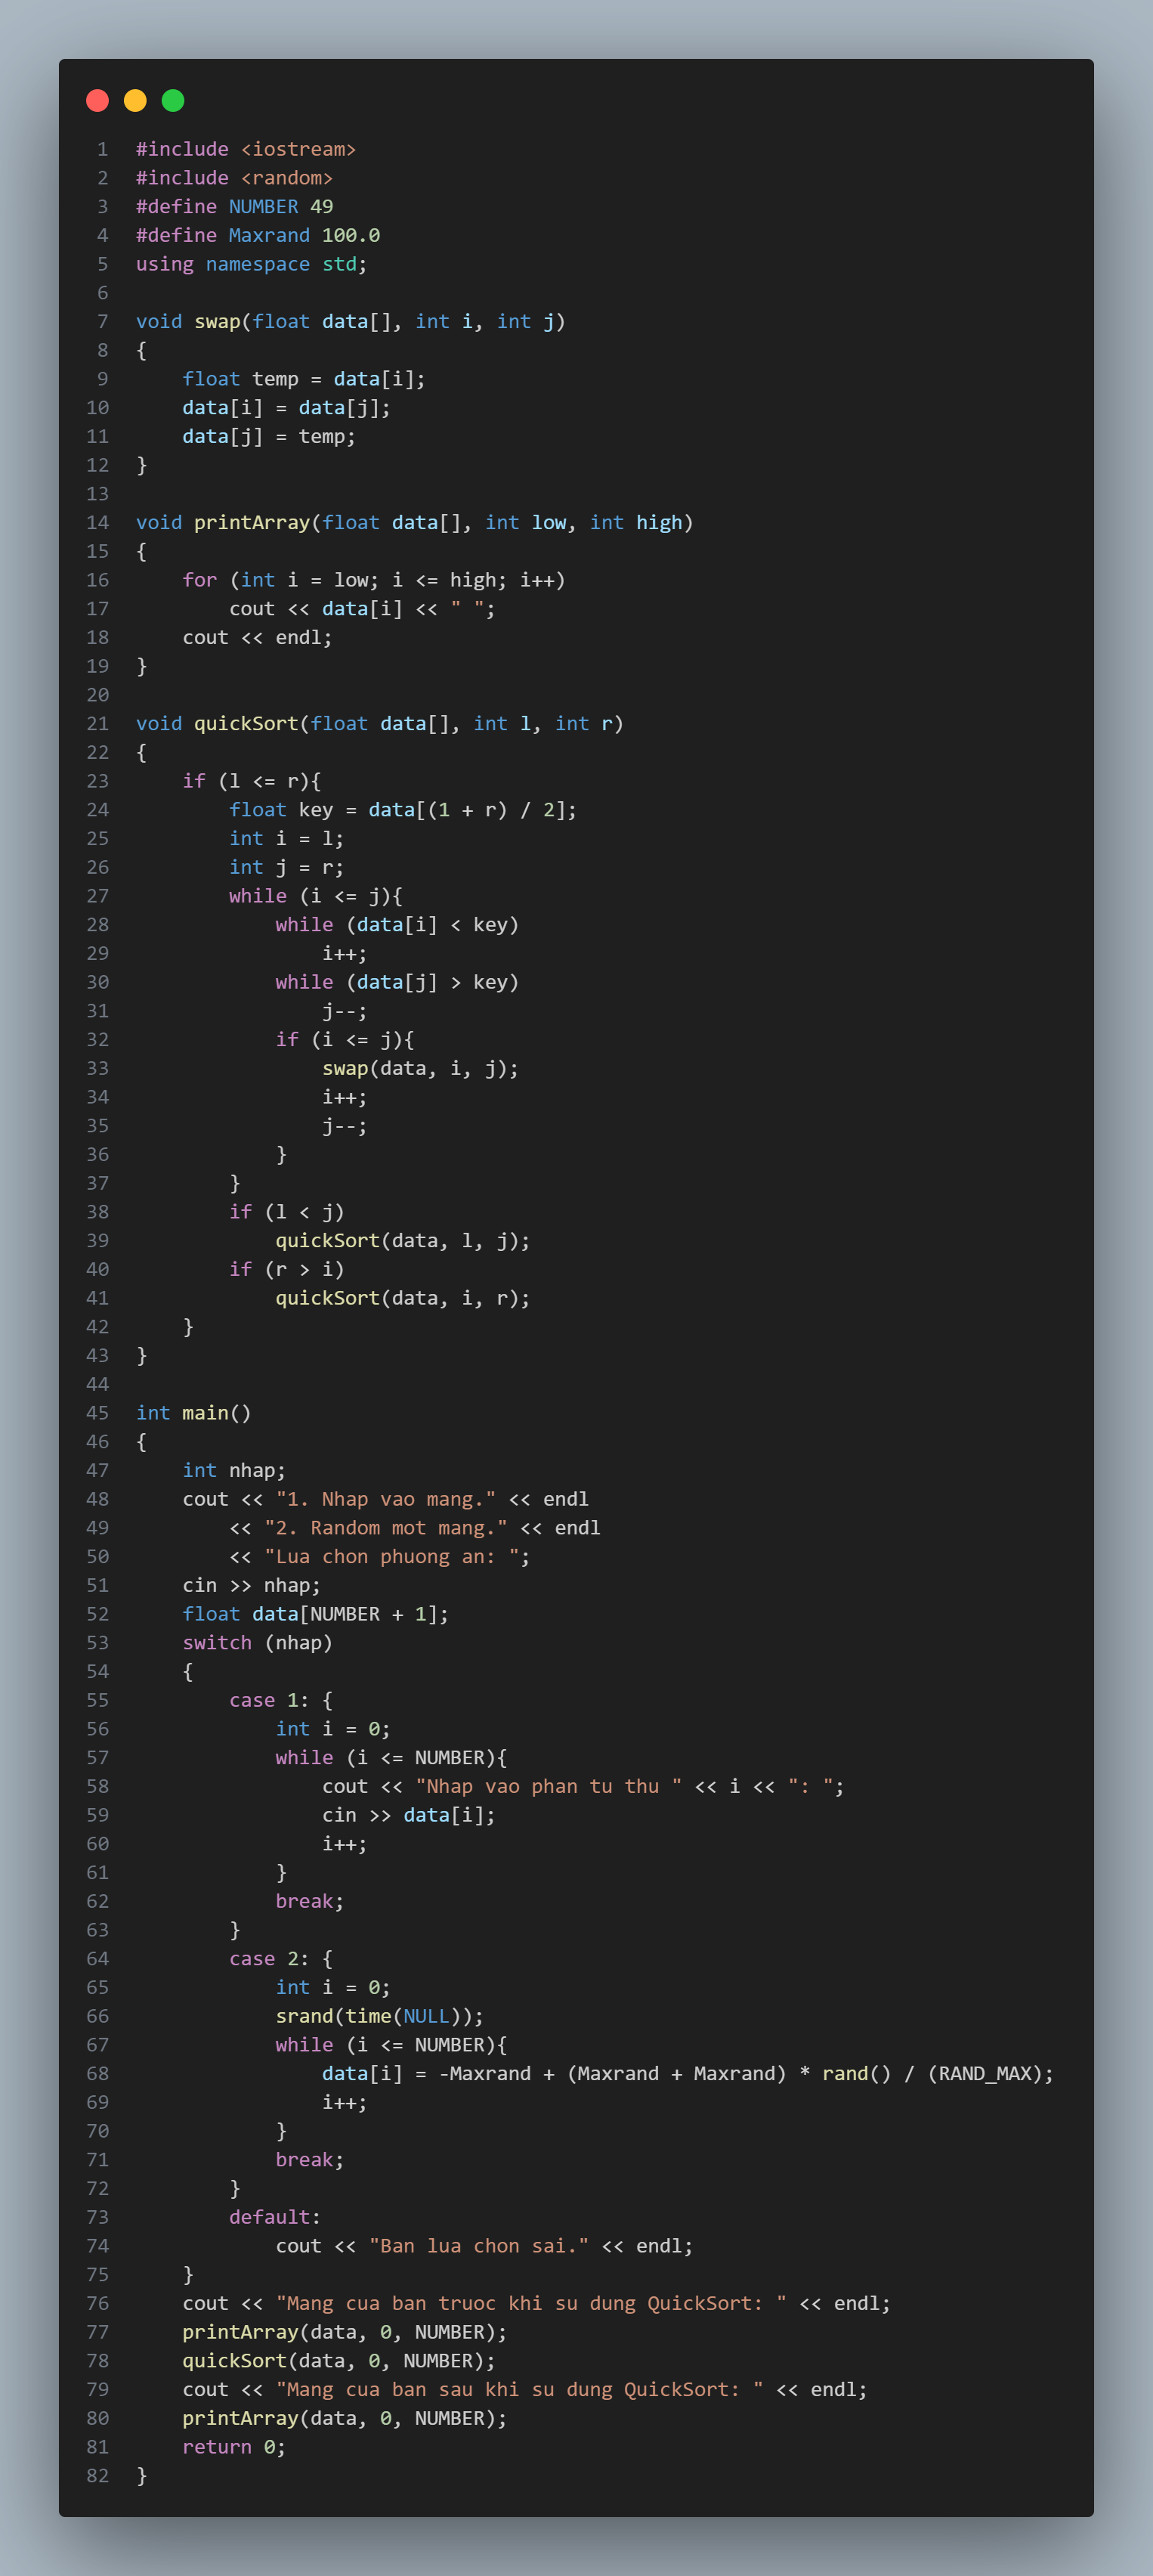 1 #include <iostream>
2 #include <random>
3 #define NUMBER 49
4 #define Maxrand 100.0
5 using namespace std;
6
7 void swap(float data[], int i, int j)
8 {
9     float temp = data[i];
10     data[i] = data[j];
11     data[j] = temp;
12 }
13
14 void printArray(float data[], int low, int high)
15 {
16     for (int i = low; i <= high; i++)
17         cout << data[i] << " ";
18     cout << endl;
19 }
20
21 void quickSort(float data[], int l, int r)
22 {
23     if (l <= r){
24         float key = data[(1 + r) / 2];
25         int i = l;
26         int j = r;
27         while (i <= j){
28             while (data[i] < key)
29                 i++;
30             while (data[j] > key)
31                 j--;
32             if (i <= j){
33                 swap(data, i, j);
34                 i++;
35                 j--;
36             }
37         }
38         if (l < j)
39             quickSort(data, l, j);
40         if (r > i)
41             quickSort(data, i, r);
42     }
43 }
44
45 int main()
46 {
47     int nhap;
48     cout << "1. Nhap vao mang." << endl
49         << "2. Random mot mang." << endl
50         << "Lua chon phuong an: ";
51     cin >> nhap;
52     float data[NUMBER + 1];
53     switch (nhap)
54     {
55         case 1: {
56             int i = 0;
57             while (i <= NUMBER){
58                 cout << "Nhap vao phan tu thu " << i << ": ";
59                 cin >> data[i];
60                 i++;
61             }
62             break;
63         }
64         case 2: {
65             int i = 0;
66             srand(time(NULL));
67             while (i <= NUMBER){
68                 data[i] = -Maxrand + (Maxrand + Maxrand) * rand() / (RAND_MAX);
69                 i++;
70             }
71             break;
72         }
73         default:
74             cout << "Ban lua chon sai." << endl;
75     }
76     cout << "Mang cua ban truoc khi su dung QuickSort: " << endl;
77     printArray(data, 0, NUMBER);
78     quickSort(data, 0, NUMBER);
79     cout << "Mang cua ban sau khi su dung QuickSort: " << endl;
80     printArray(data, 0, NUMBER);
81     return 0;
82 }